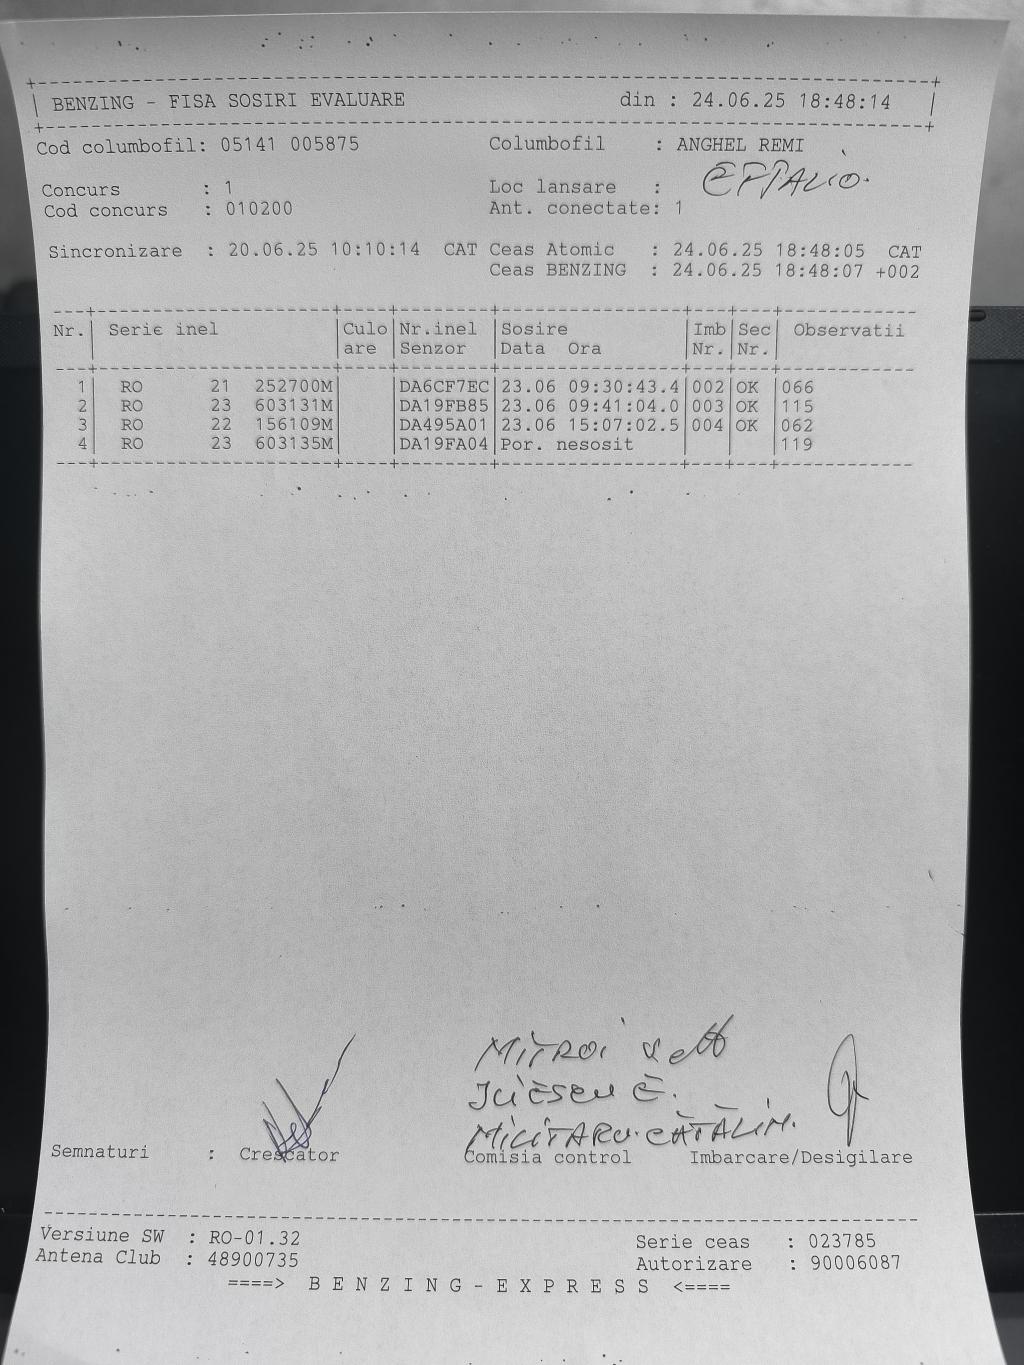 BENZING - FISA SOSIRI EVALUARE din : 24.06.25 18:48:14
Cod columbofil: 05141 005875 Columbofil : ANGHEL REMI
Concurs : 1 Loc lansare : EPTALIO.
Cod concurs : 010200 Ant. conectate: 1
Sincronizare : 20.06.25 10:10:14 CAT Ceas Atomic : 24.06.25 18:48:05 CAT
Ceas BENZING : 24.06.25 18:48:07 +002
Nr. Serie inel Culo Nr.inel Sosire Imb Sec Observatii
are Senzor Data Ora Nr. Nr.
1 RO 21 252700M DA6CF7EC 23.06 09:30:43.4 002 OK 066
2 RO 23 603131M DA19FB85 23.06 09:41:04.0 003 OK 115
3 RO 22 156109M DA495A01 23.06 15:07:02.5 004 OK 062
4 RO 23 603135M DA19FA04 Por. nesosit 119
MITROI
E.
MILITARU CĂTĂLIN.
Semnaturi : Crescator Comisia control Imbarcare/Desigilare
Versiune SW : RO-01.32 Serie ceas : 023785
Antena Club : 48900735 Autorizare : 90006087
====> B E N Z I N G - E X P R E S S <====